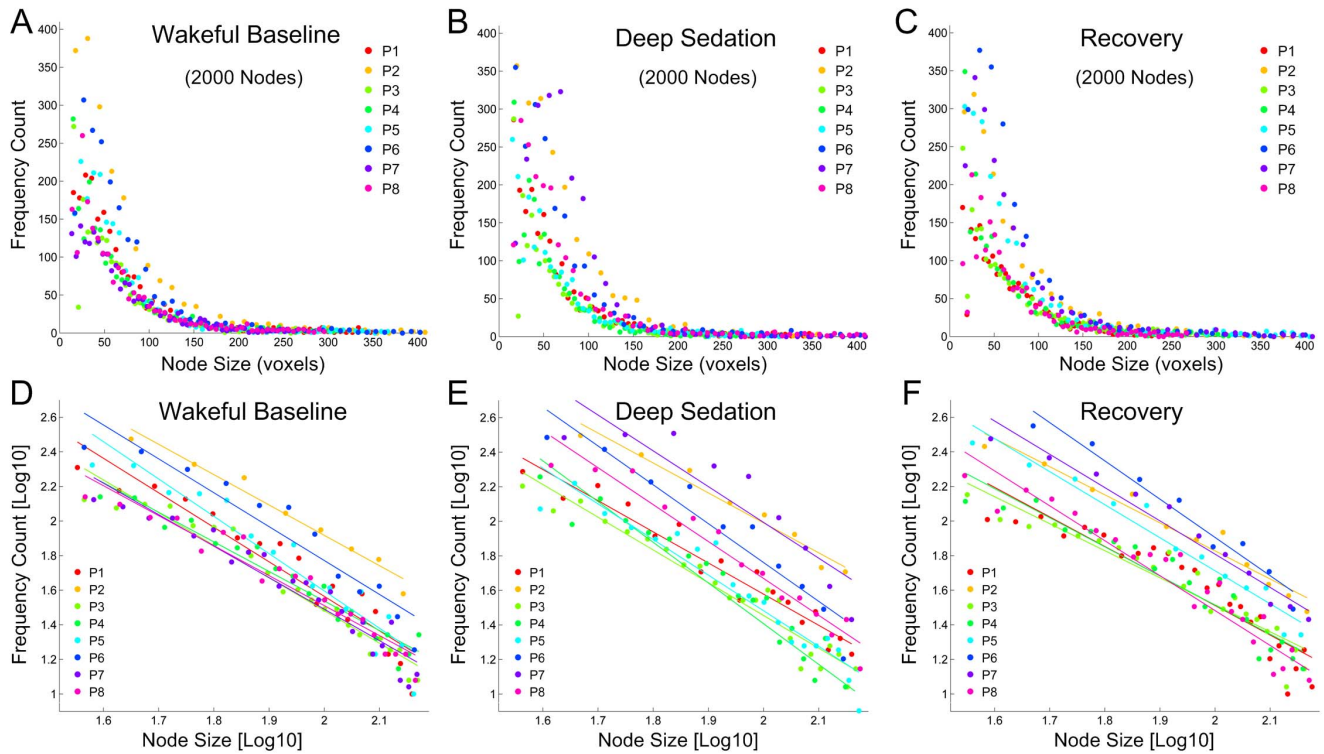 A
Wakeful Baseline
(2000 Nodes)
P1
P2
P3
P4
P5
P6
P7
P8
Frequency Count
400
350
300
250
200
150
100
50
0
0 50 100 150 200 250 300 350 400
Node Size (voxels)
B
Deep Sedation
(2000 Nodes)
P1
P2
P3
P4
P5
P6
P7
P8
Frequency Count
400
350
300
250
200
150
100
50
0
0 50 100 150 200 250 300 350 400
Node Size (voxels)
C
Recovery
(2000 Nodes)
P1
P2
P3
P4
P5
P6
P7
P8
Frequency Count
400
350
300
250
200
150
100
50
0
0 50 100 150 200 250 300 350 400
Node Size (voxels)
D
Wakeful Baseline
Frequency Count [Log10]
2.6
2.4
2.2
2
1.8
1.6
1.4
1.2
1
P1
P2
P3
P4
P5
P6
P7
P8
1.6 1.7 1.8 1.9 2 2.1
Node Size [Log10]
E
Deep Sedation
Frequency Count [Log10]
2.6
2.4
2.2
2
1.8
1.6
1.4
1.2
1
P1
P2
P3
P4
P5
P6
P7
P8
1.6 1.7 1.8 1.9 2 2.1
Node Size [Log10]
F
Recovery
Frequency Count [Log10]
2.6
2.4
2.2
2
1.8
1.6
1.4
1.2
1
P1
P2
P3
P4
P5
P6
P7
P8
1.6 1.7 1.8 1.9 2 2.1
Node Size [Log10]